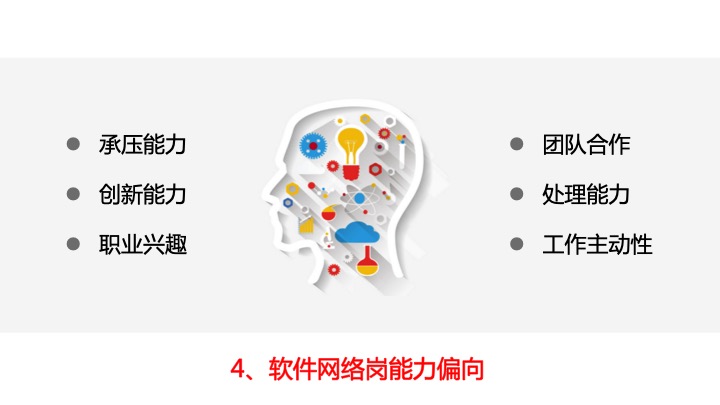 承压能力
创新能力
职业兴趣
团队合作
处理能力
工作主动性
4、软件网络岗能力偏向